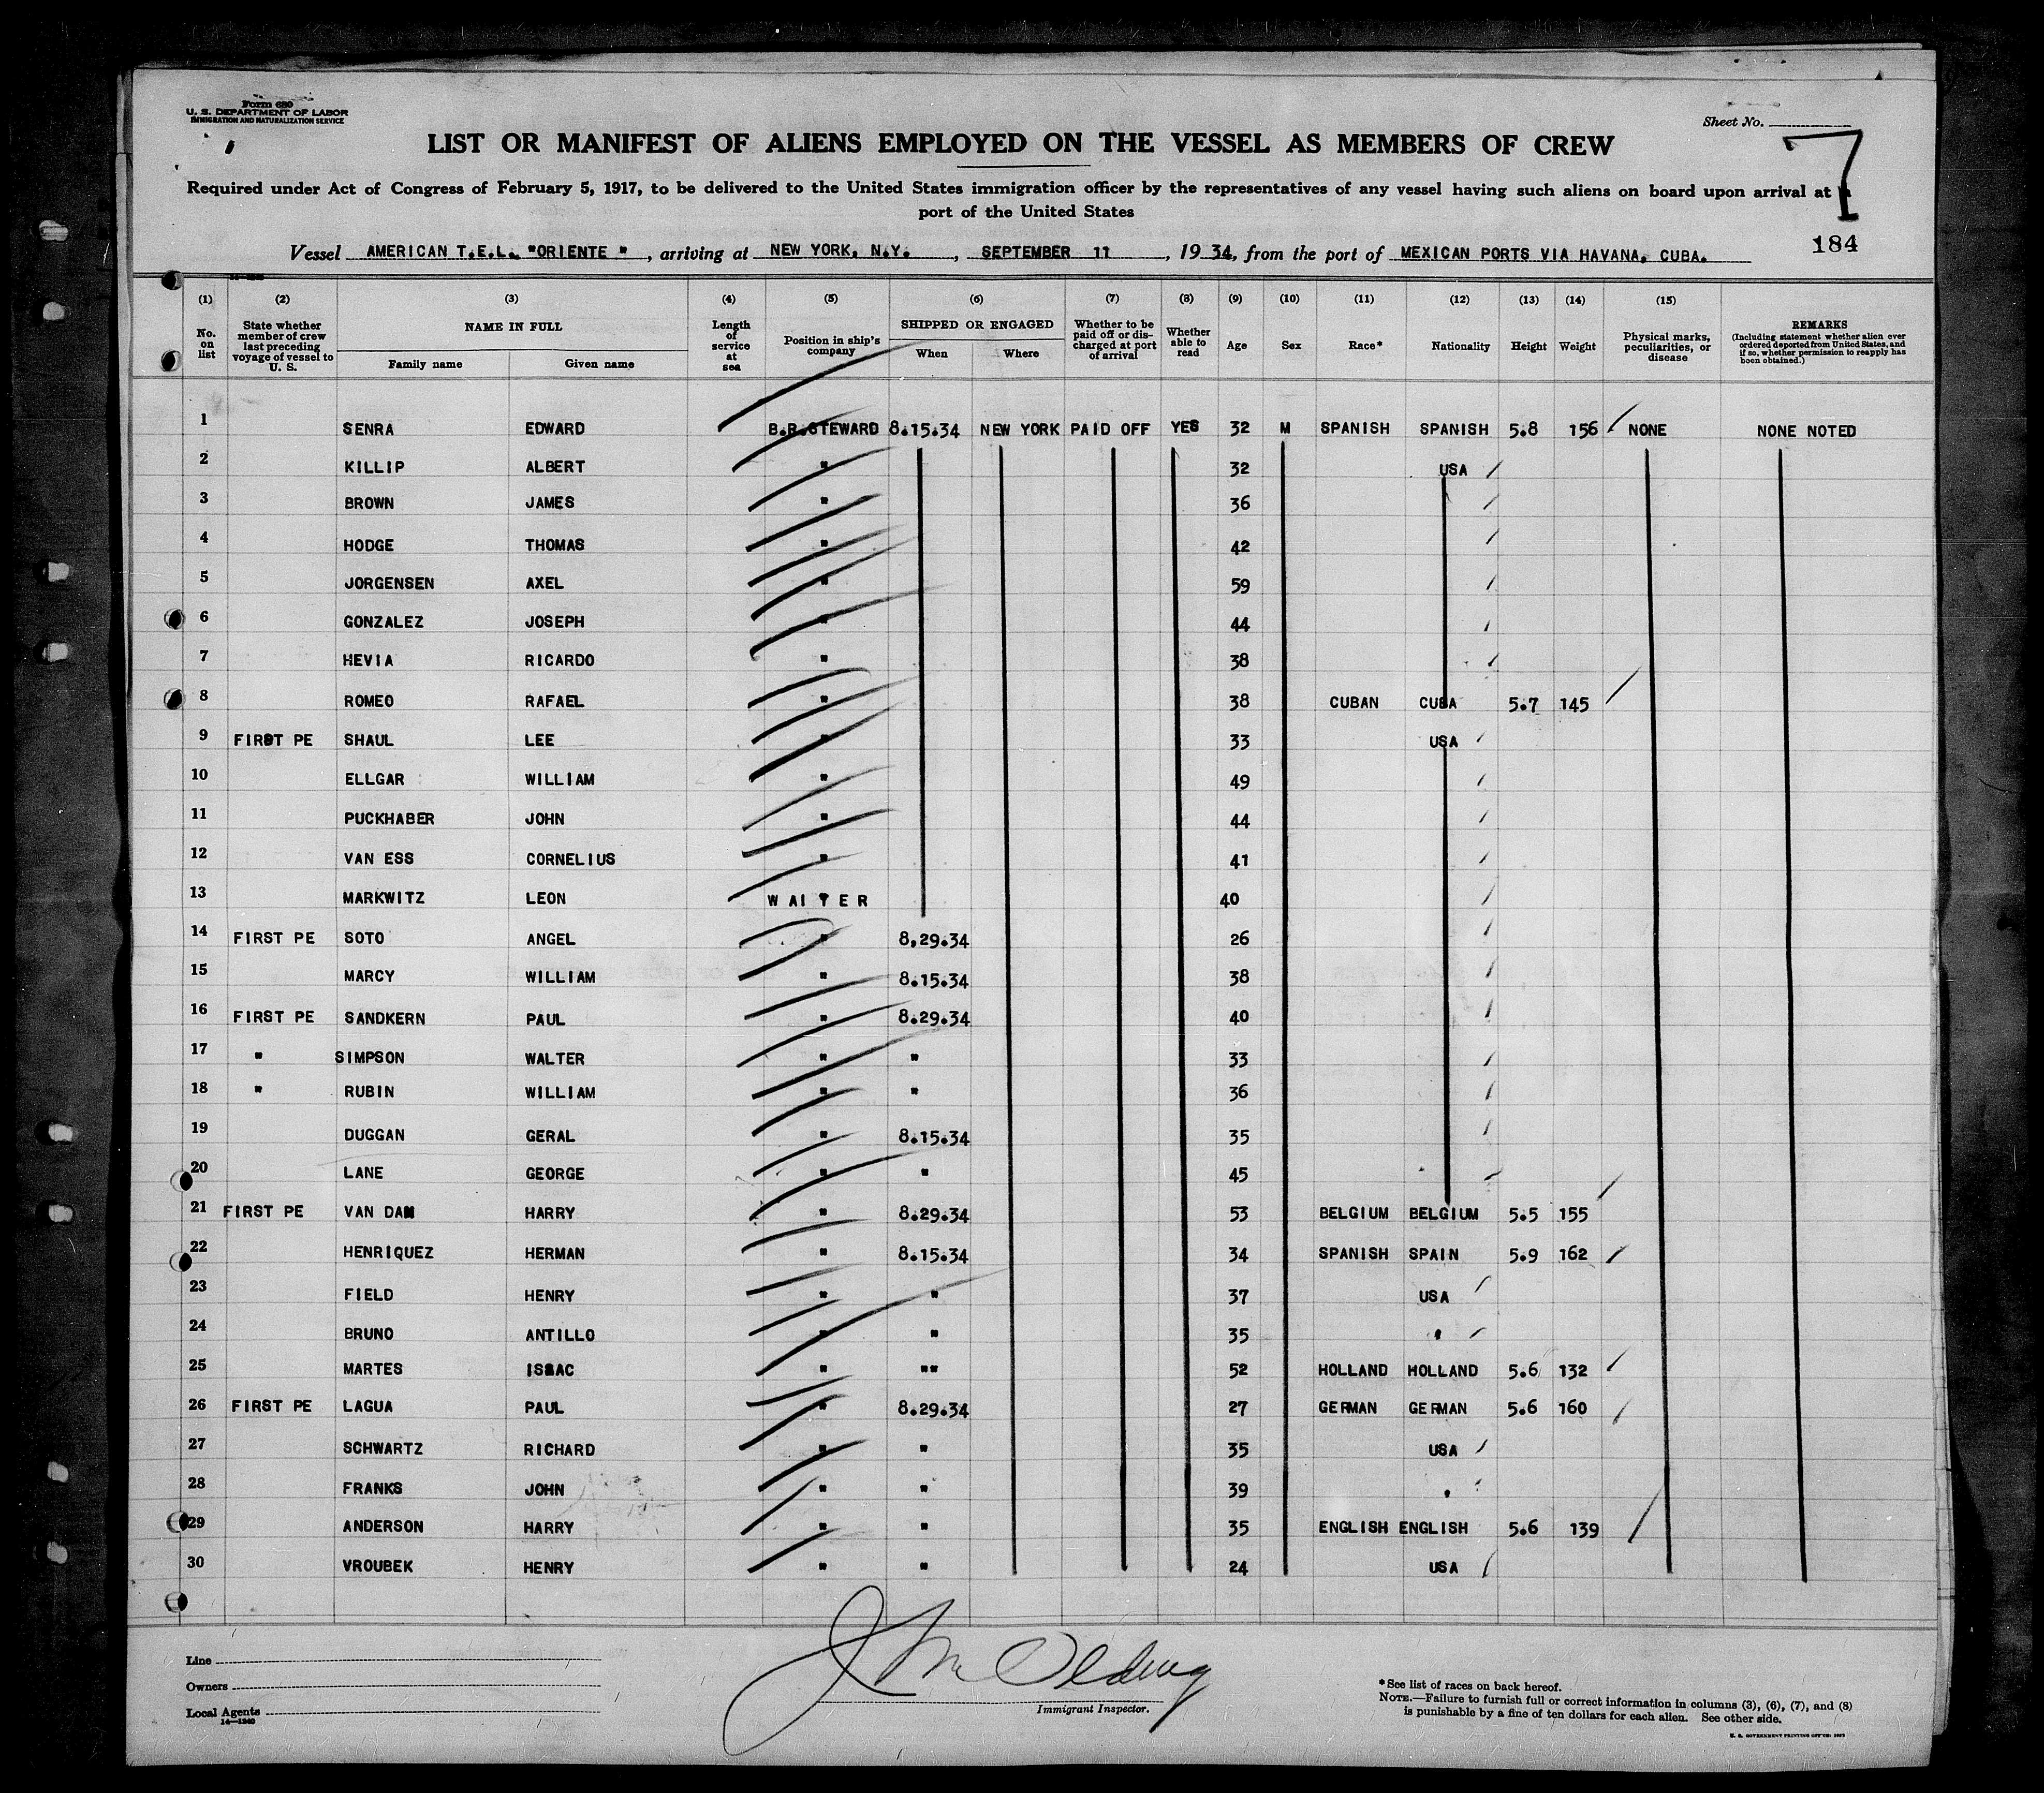 Form 680
U. S. DEPARTMENT OF LABOR
IMMIGRATION AND NATURALIZATION SERVICE
Sheet No.
7
LIST OR MANIFEST OF ALIENS EMPLOYED ON THE VESSEL AS MEMBERS OF CREW
Required under Act of Congress of February 5, 1917, to be delivered to the United States immigration officer by the representatives of any vessel having such aliens on board upon arrival at a
port of the United States
184
Vessel AMERICAN T.E.L. "ORIENTE ", arriving at NEW YORK, N.Y., SEPTEMBER 11, 1934, from the port of MEXICAN PORTS VIA HAVANA, CUBA.
(1) (2) (3) (4) (5) (6) (7) (8) (9) (10) (11) (12) (13) (14) (15)
No. on list State whether member of crew last preceding voyage of vessel to U. S. NAME IN FULL Family name Given name Length of service at sea Position in ship's company SHIPPED OR ENGAGED When Where Whether to be paid off or discharged at port of arrival Whether able to read Age Sex Race* Nationality Height Weight Physical marks, peculiarities, or disease REMARKS (Including statement whether alien ever ordered deported from United States, and if so, whether permission to reapply has been obtained.)
1 SENRA EDWARD B.R.STEWARD 8.15.34 NEW YORK PAID OFF YES 32 M SPANISH SPANISH 5.8 156 NONE NONE NOTED
2 KILLIP ALBERT " 32 USA
3 BROWN JAMES " 36
4 HODGE THOMAS " 42
5 JORGENSEN AXEL " 59
6 GONZALEZ JOSEPH " 44
7 HEVIA RICARDO " 38
8 ROMEO RAFAEL " 38 CUBAN CUBA 5.7 145
9 FIRST PE SHAUL LEE " 33 USA
10 ELLGAR WILLIAM " 49
11 PUCKHABER JOHN " 44
12 VAN ESS CORNELIUS " 41
13 MARKWITZ LEON WAITER 40
14 FIRST PE SOTO ANGEL " 8,29.34 26
15 MARCY WILLIAM " 8.15.34 38
16 FIRST PE SANDKERN PAUL " 8.29.34 40
17 " SIMPSON WALTER " " 33
18 " RUBIN WILLIAM " " 36
19 DUGGAN GERAL " 8.15.34 35
20 LANE GEORGE " " 45
21 FIRST PE VAN DAM HARRY " 8.29.34 53 BELGIUM BELGIUM 5.5 155
22 HENRIQUEZ HERMAN " 8.15.34 34 SPANISH SPAIN 5.9 162
23 FIELD HENRY " " 37 USA
24 BRUNO ANTILLO " " 35 "
25 MARTES ISAAC " "" 52 HOLLAND HOLLAND 5.6 132
26 FIRST PE LAGUA PAUL " 8.29.34 27 GERMAN GERMAN 5.6 160
27 SCHWARTZ RICHARD " " 35 USA
28 FRANKS JOHN " " 39 "
29 ANDERSON HARRY " " 35 ENGLISH ENGLISH 5.6 139
30 VROUBEK HENRY " " 24 USA
Line
Owners
Local Agents
14—1240
Immigrant Inspector.
*See list of races on back hereof.
NOTE.—Failure to furnish full or correct information in columns (3), (6), (7), and (8)
is punishable by a fine of ten dollars for each alien. See other side.